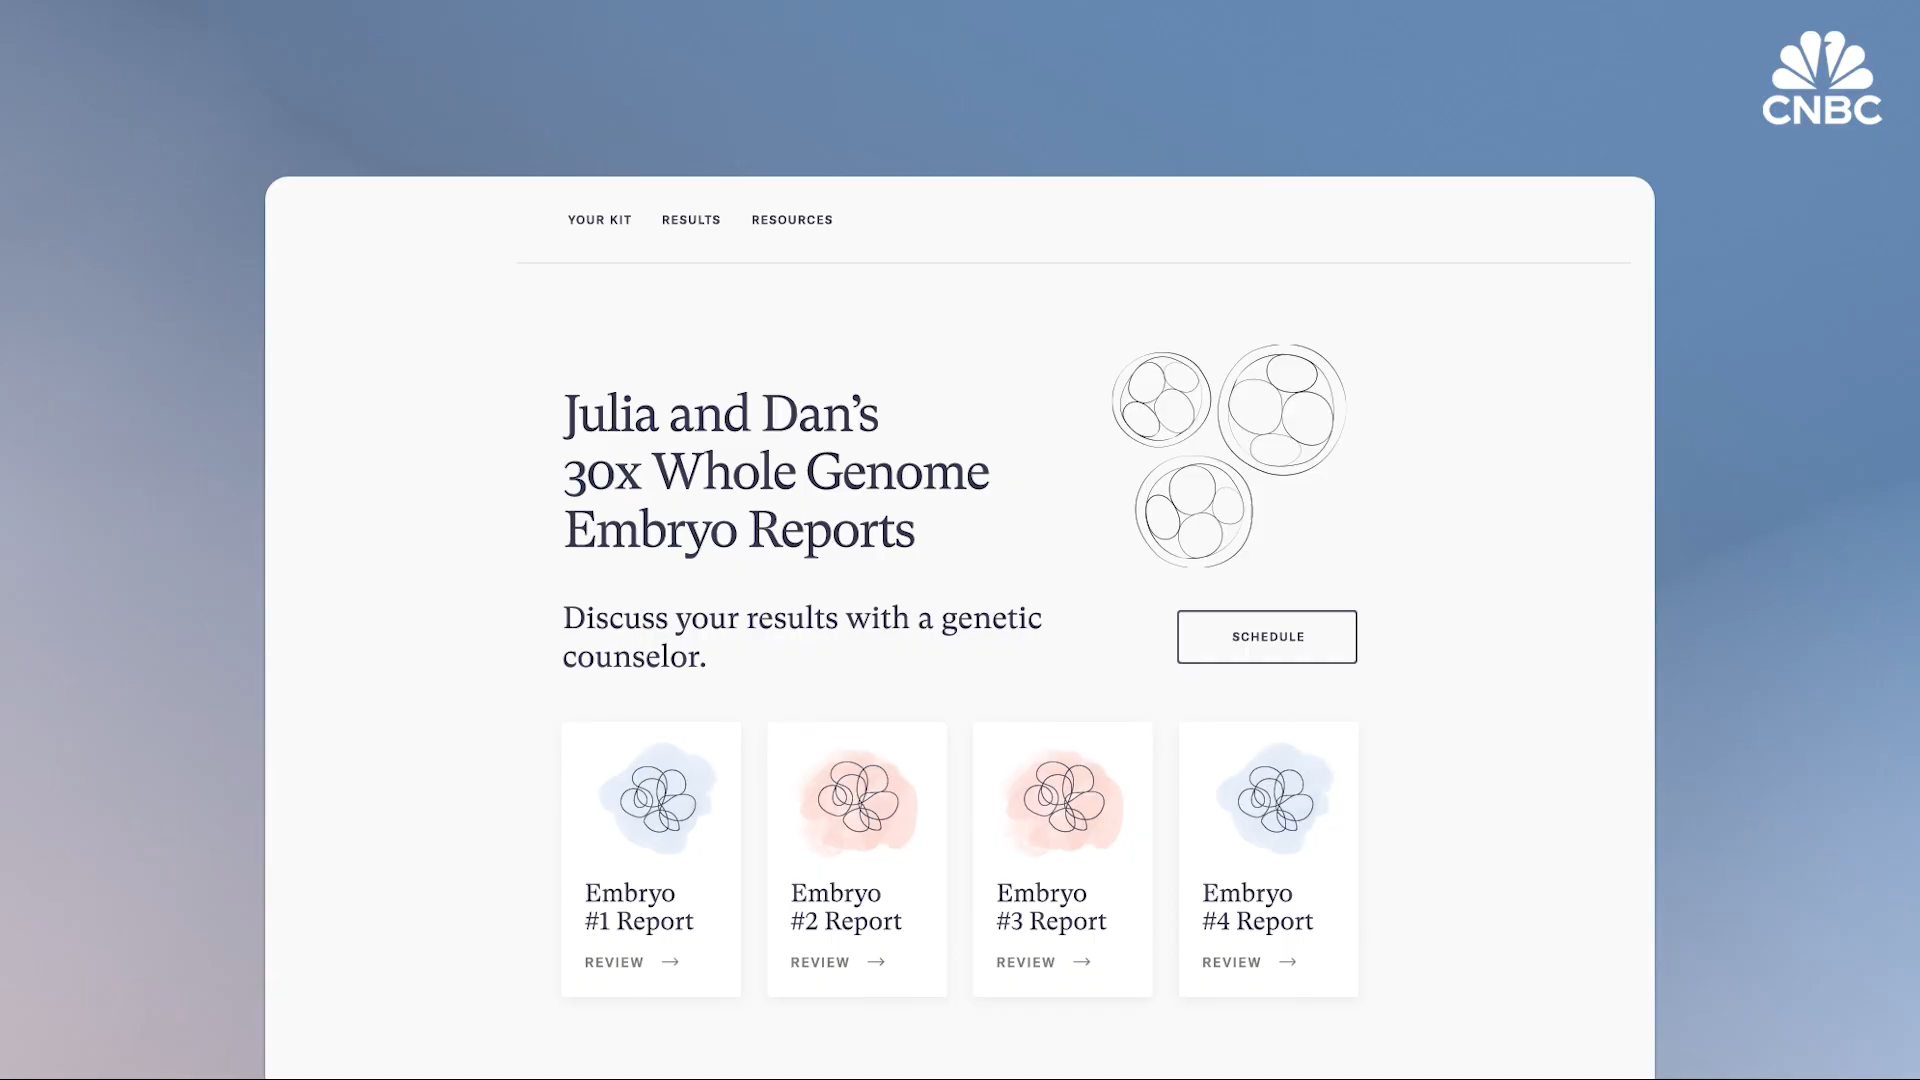 CNBC
YOUR KIT
RESULTS
RESOURCES
Julia and Dan’s
30x Whole Genome
Embryo Reports
Discuss your results with a genetic
counselor.
SCHEDULE
Embryo
#1 Report
REVIEW →
Embryo
#2 Report
REVIEW →
Embryo
#3 Report
REVIEW →
Embryo
#4 Report
REVIEW →